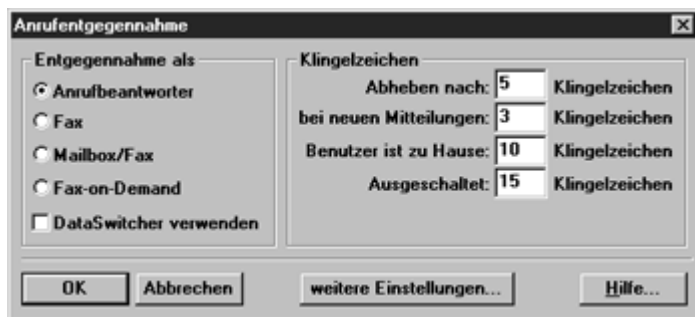 Anrufentgegennahme
Entgegennahme als
Anrufbeantworter
Fax
Mailbox/Fax
Fax-on-Demand
DataSwitcher verwenden
Klingelzeichen
Abheben nach: 5 Klingelzeichen
bei neuen Mitteilungen: 3 Klingelzeichen
Benutzer ist zu Hause: 10 Klingelzeichen
Ausgeschaltet: 15 Klingelzeichen
OK Abbrechen weitere Einstellungen... Hilfe...